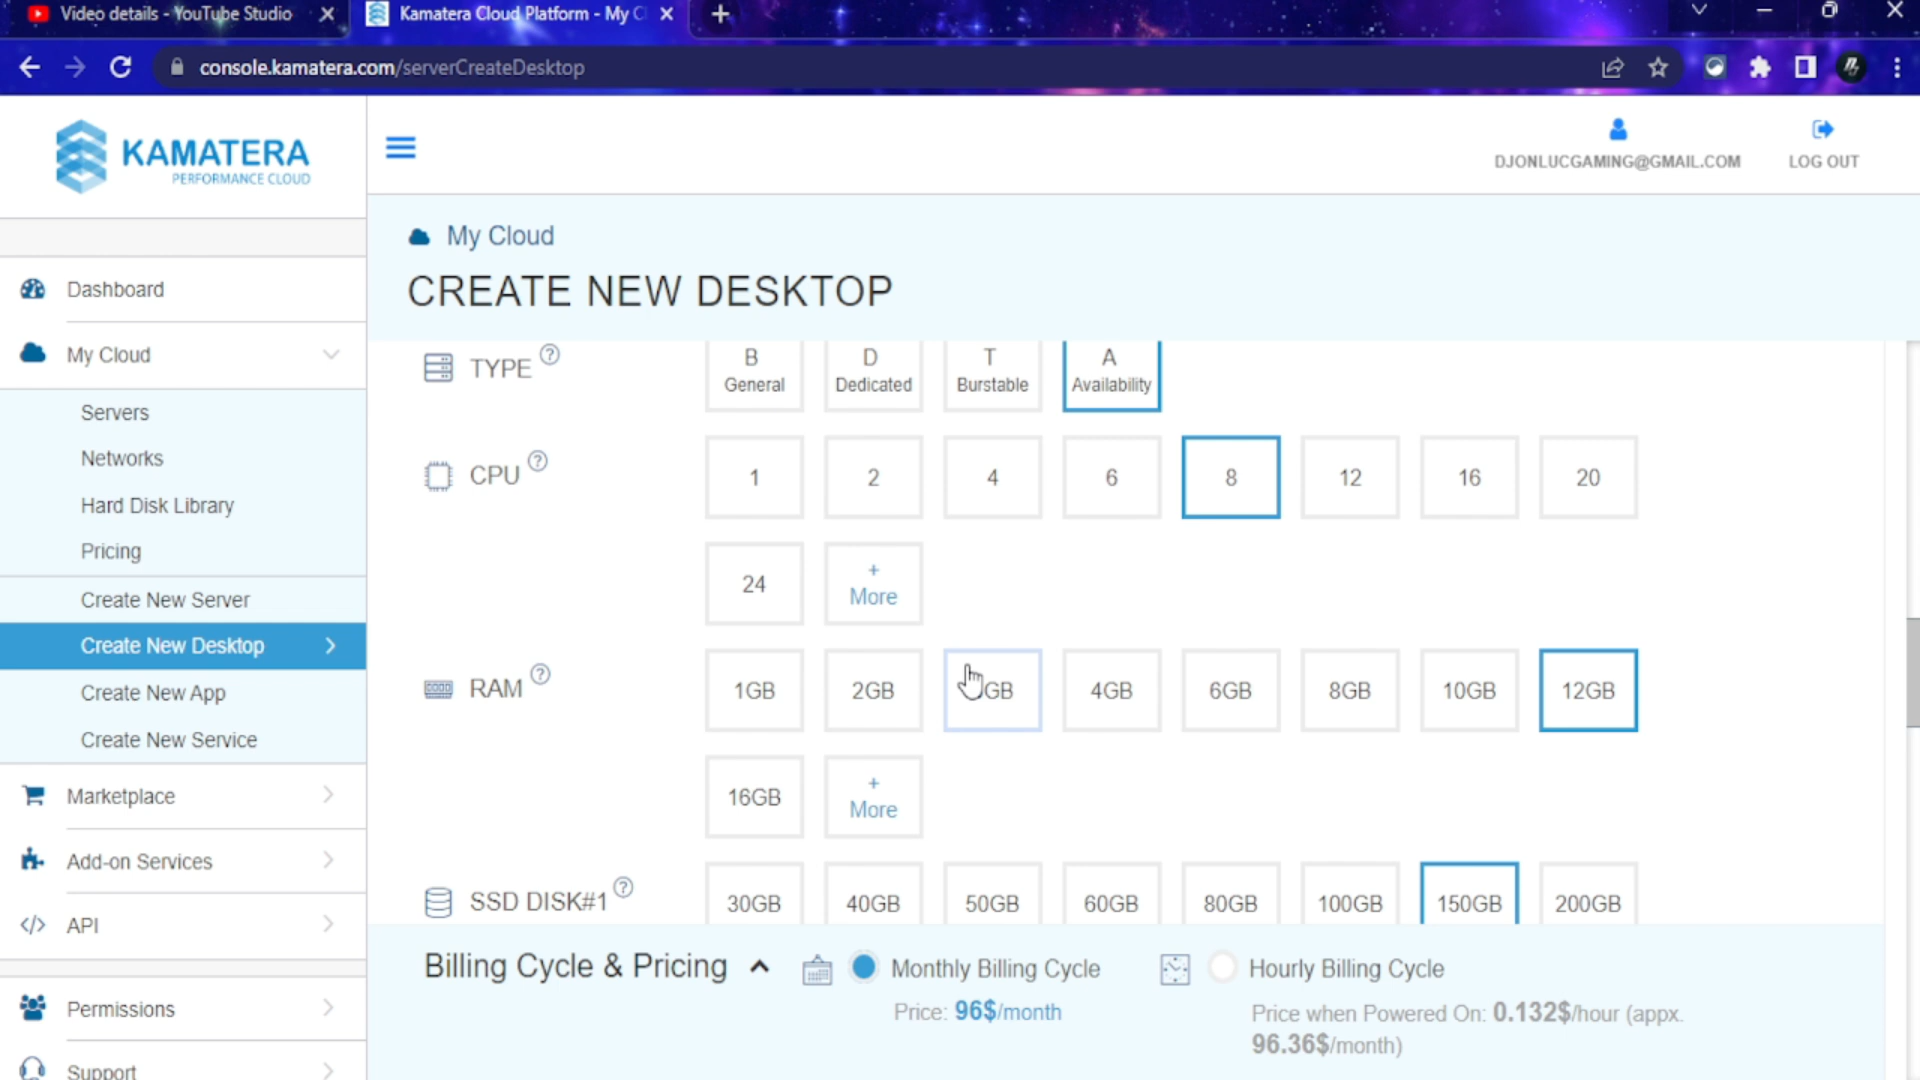 Video details - YouTube Studio
Kamatera Cloud Platform - My Cl
console.kamatera.com/serverCreateDesktop
KAMATERA
PERFORMANCE CLOUD
DJONLUCGAMING@GMAIL.COM
LOG OUT
My Cloud
CREATE NEW DESKTOP
Dashboard
My Cloud
Servers
Networks
Hard Disk Library
Pricing
Create New Server
Create New Desktop
Create New App
Create New Service
Marketplace
Add-on Services
API
Permissions
Support
TYPE ?
B General
D Dedicated
T Burstable
A Availability
CPU ?
1 2 4 6 8 12 16 20
24
+ More
RAM ?
1GB 2GB GB 4GB 6GB 8GB 10GB 12GB
16GB
+ More
SSD DISK#1 ?
30GB 40GB 50GB 60GB 80GB 100GB 150GB 200GB
Billing Cycle & Pricing
Monthly Billing Cycle
Price: 96$/month
Hourly Billing Cycle
Price when Powered On: 0.132$/hour (appx.
96.36$/month)